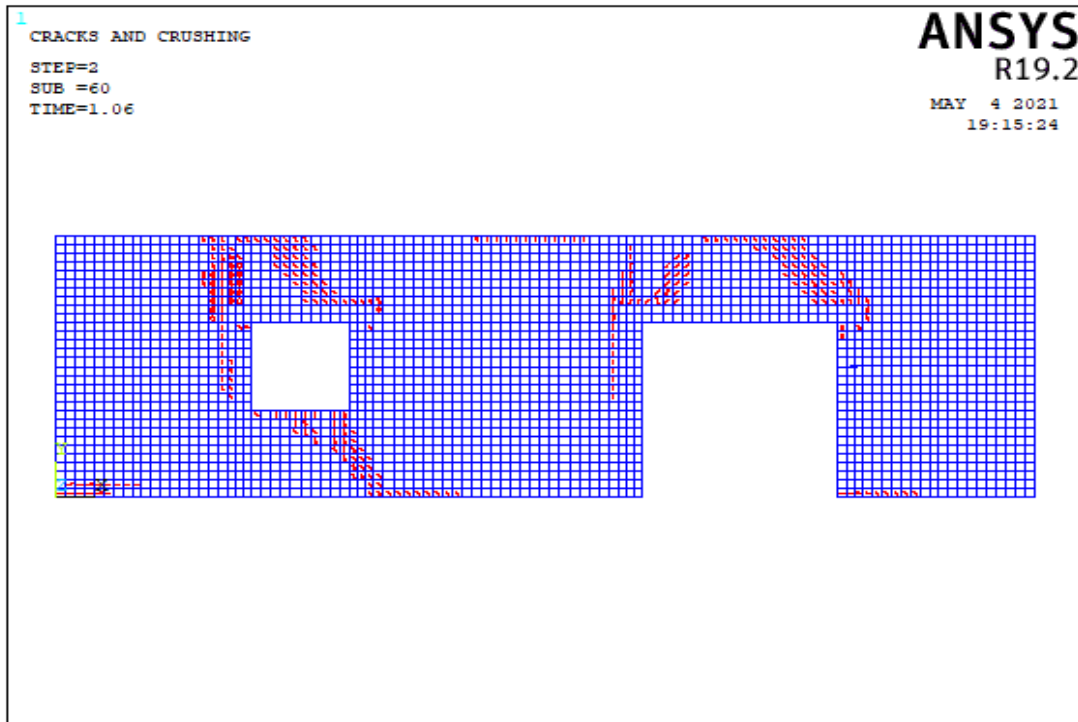 1
CRACKS AND CRUSHING
STEP=2
SUB =60
TIME=1.06
ANSYS
R19.2
MAY 4 2021
19:15:24